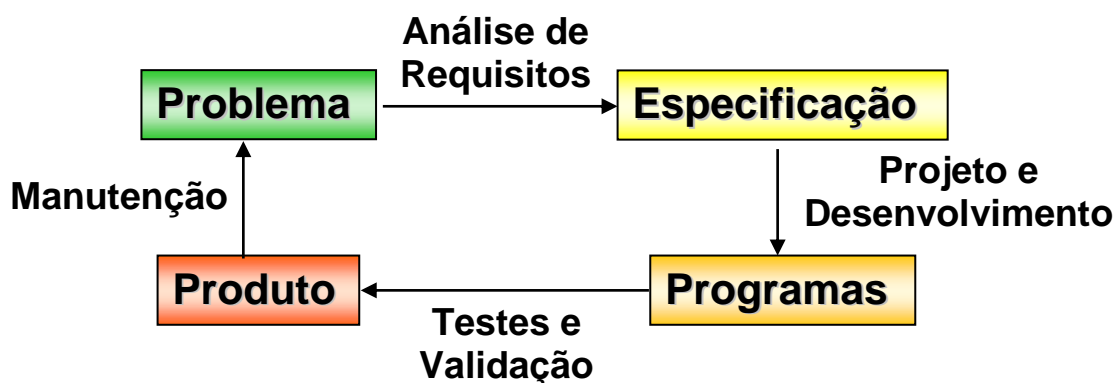 Análise de
Requisitos
Problema
Especificação
Manutenção
Projeto e
Desenvolvimento
Produto
Programas
Testes e
Validação